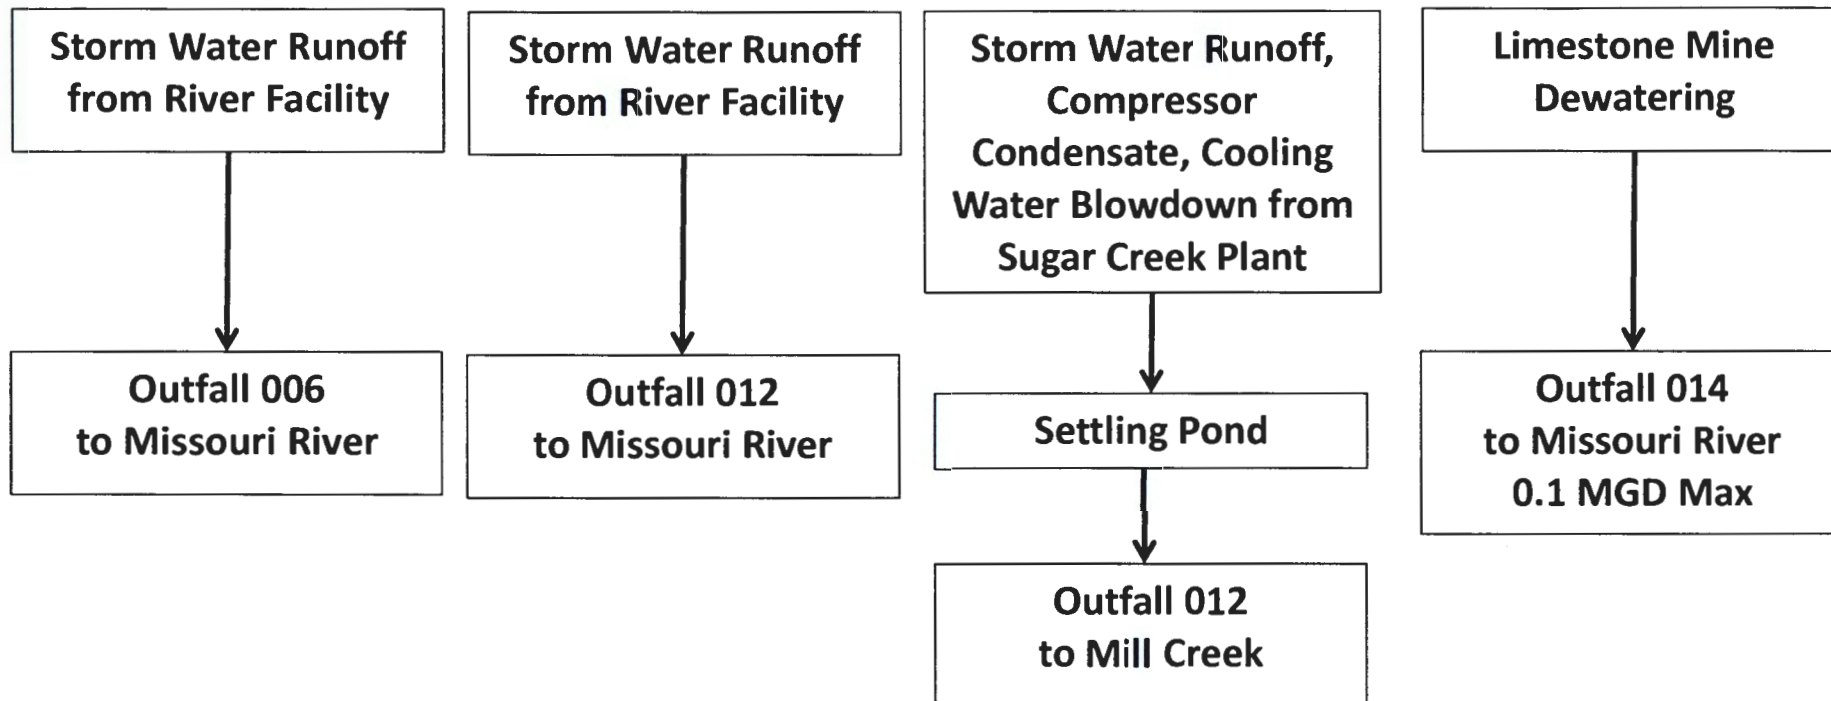 Storm Water Runoff
from River Facility
Outfall 006
to Missouri River
Storm Water Runoff
from River Facility
Outfall 012
to Missouri River
Storm Water Runoff,
Compressor
Condensate, Cooling
Water Blowdown from
Sugar Creek Plant
Settling Pond
Outfall 012
to Mill Creek
Limestone Mine
Dewatering
Outfall 014
to Missouri River
0.1 MGD Max